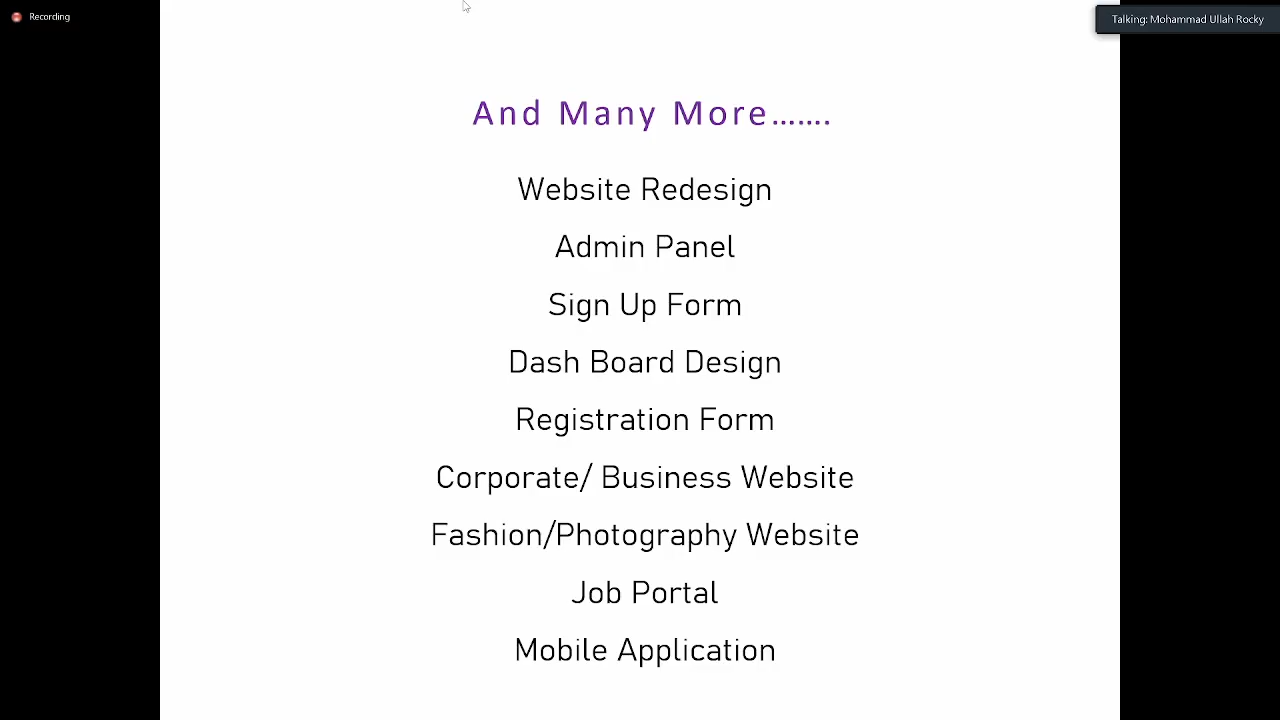 Recording
Talking: Mohammad Ullah Rocky
And Many More.......
Website Redesign
Admin Panel
Sign Up Form
Dash Board Design
Registration Form
Corporate/ Business Website
Fashion/Photography Website
Job Portal
Mobile Application